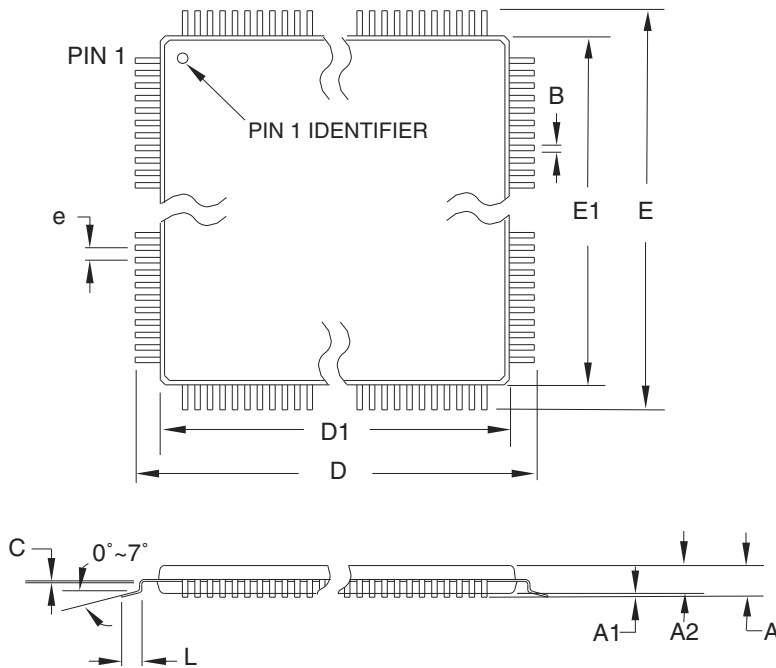 PIN 1
PIN 1 IDENTIFIER
B
e
E1
E
D1
D
C
0°~7°
L
A1
A2
A